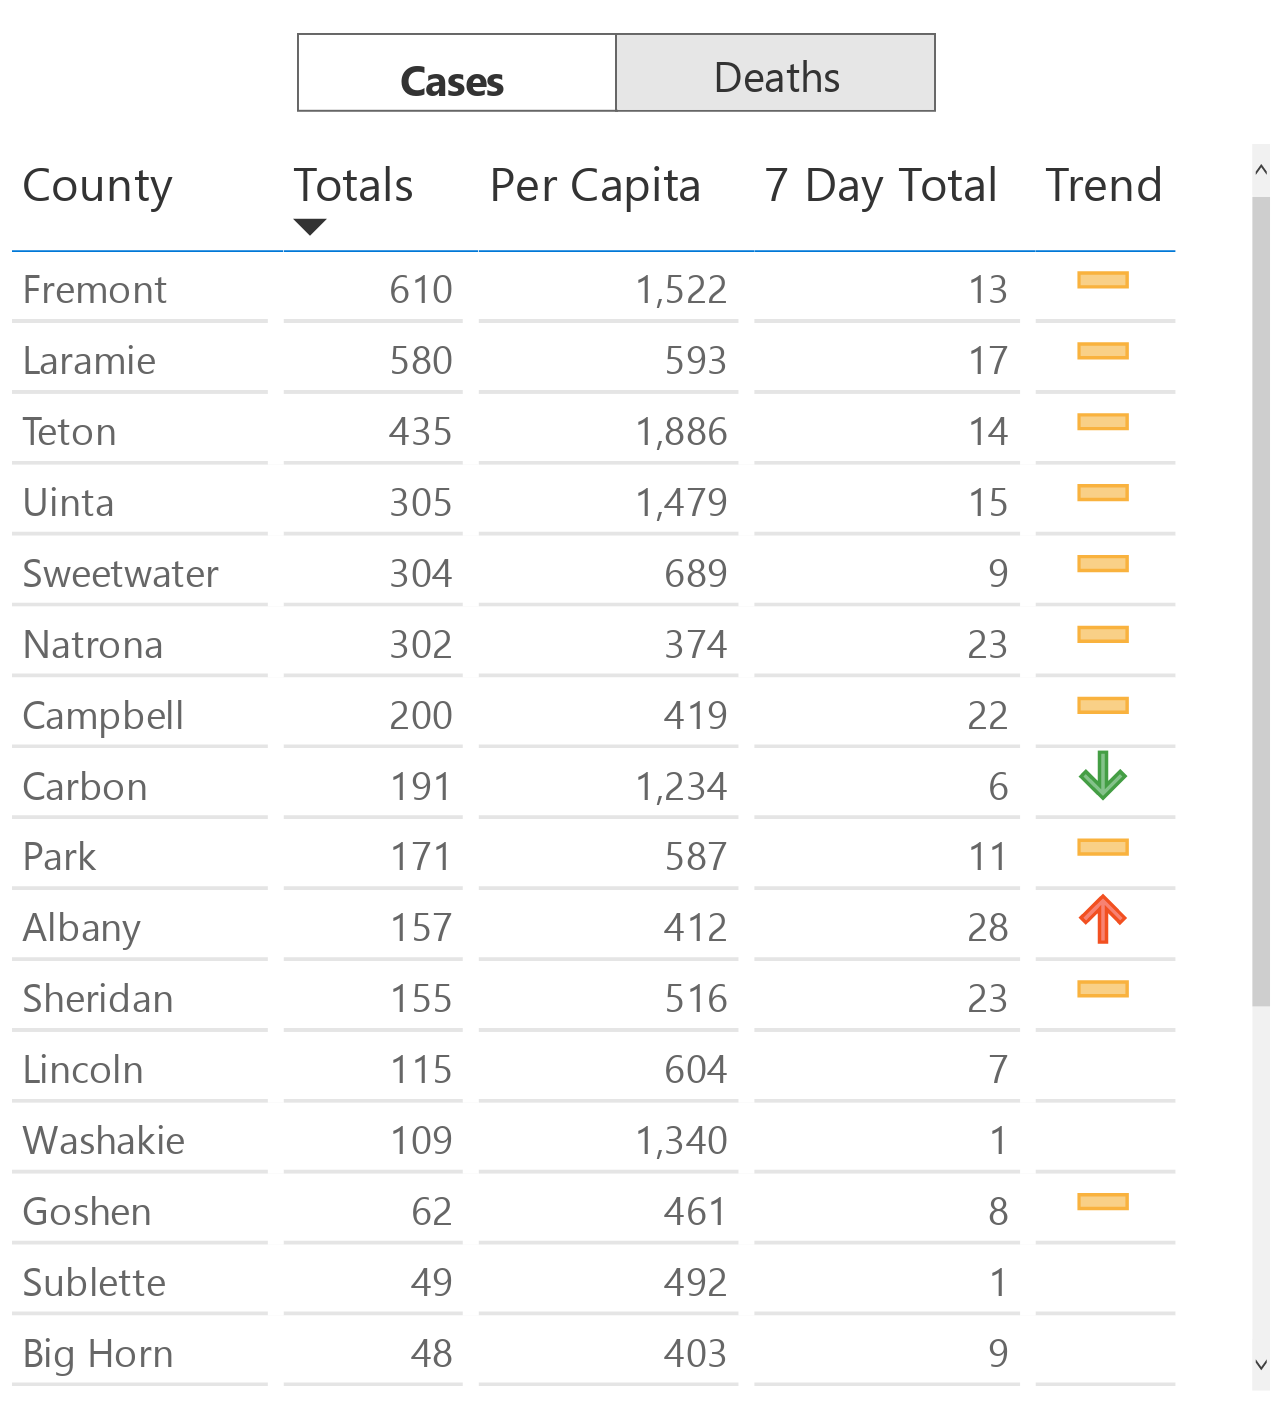 Cases Deaths
County Totals Per Capita 7 Day Total Trend
Fremont 610 1,522 13
Laramie 580 593 17
Teton 435 1,886 14
Uinta 305 1,479 15
Sweetwater 304 689 9
Natrona 302 374 23
Campbell 200 419 22
Carbon 191 1,234 6
Park 171 587 11
Albany 157 412 28
Sheridan 155 516 23
Lincoln 115 604 7
Washakie 109 1,340 1
Goshen 62 461 8
Sublette 49 492 1
Big Horn 48 403 9